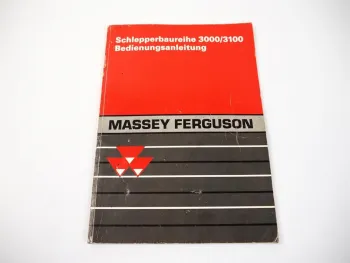 Schlepperbaureihe 3000/3100
Bedienungsanleitung
MASSEY FERGUSON